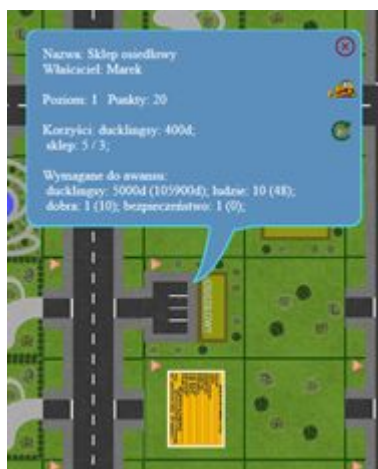 Nazwa: Sklep osiedlowy
Właściciel: Marek
Poziom: 1 Punkty: 20
Korzyści: ducklingsy: 400d;
sklep: 5 / 3;
Wymagane do awansu:
ducklingsy: 5000d (105900d); ludzie: 10 (48);
dobra: 1 (10); bezpieczeństwo: 1 (0);